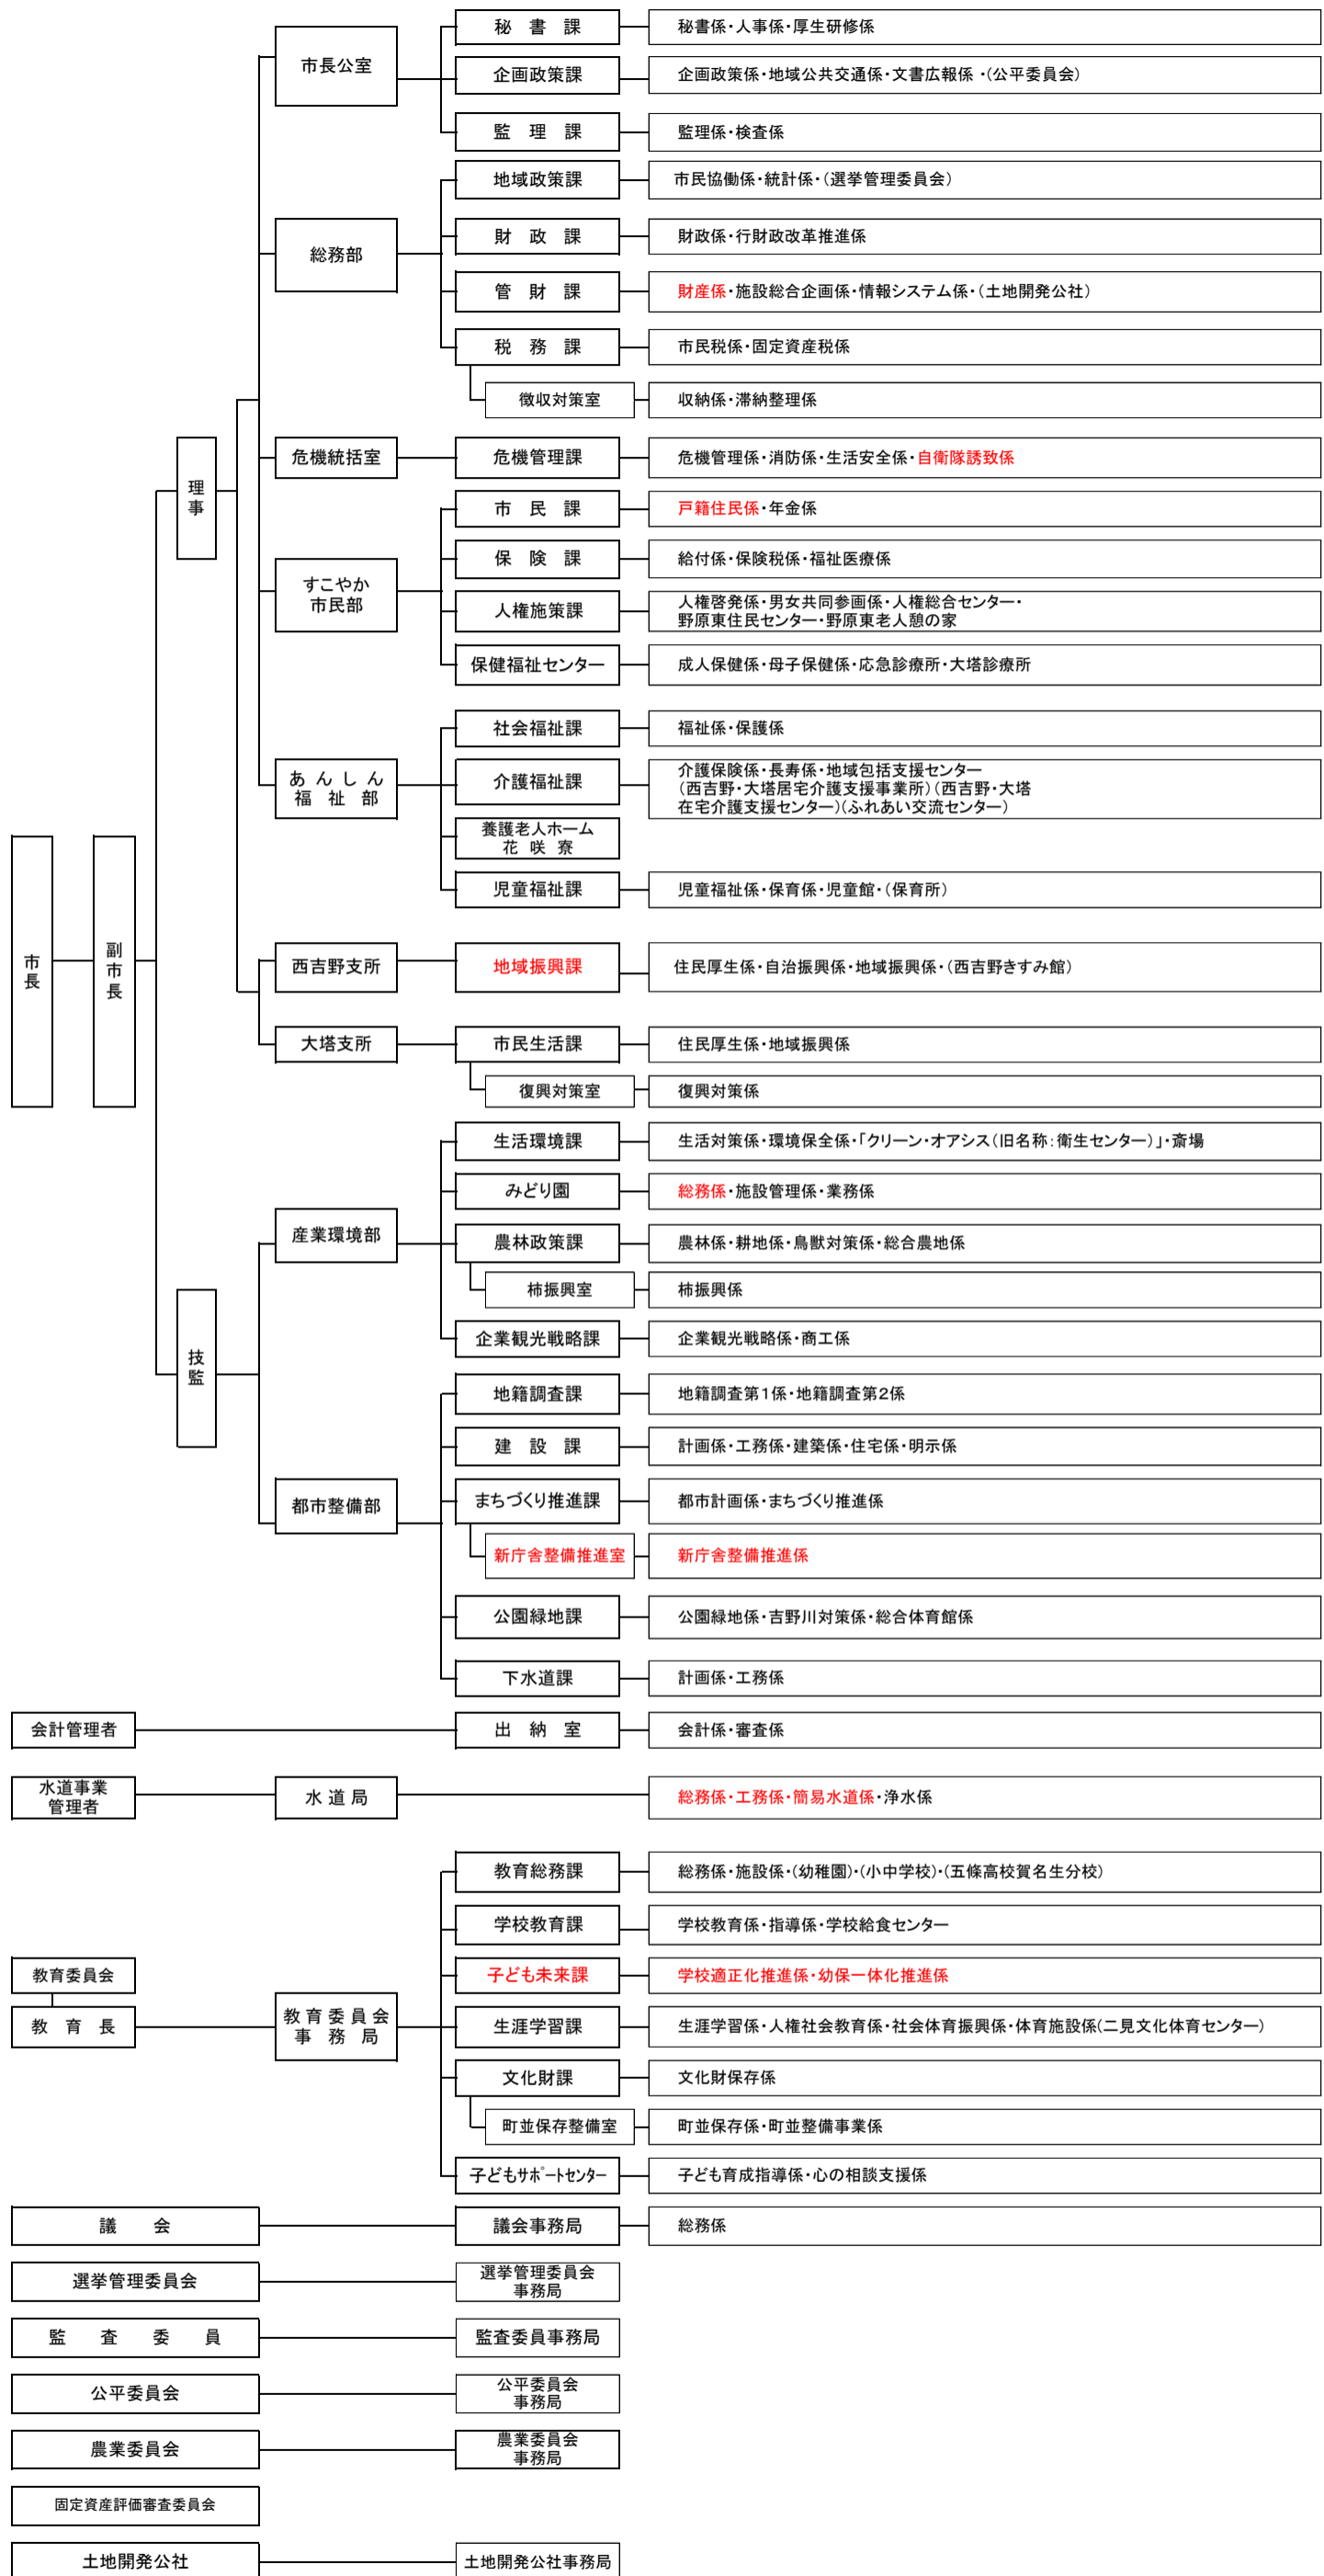 秘書課
秘書係・人事係・厚生研修係
市長公室
企画政策課
企画政策係・地域公共交通係・文書広報係・(公平委員会)
監理課
監理係・検査係
地域政策課
市民協働係・統計係・(選挙管理委員会)
総務部
財政課
財政係・行財政改革推進係
管財課
財産係・施設総合企画係・情報システム係・(土地開発公社)
税務課
市民税係・固定資産税係
徴収対策室
収納係・滞納整理係
理事
危機統括室
危機管理課
危機管理係・消防係・生活安全係・自衛隊誘致係
市民課
戸籍住民係・年金係
すこやか
市民部
保険課
給付係・保険税係・福祉医療係
人権施策課
人権啓発係・男女共同参画係・人権総合センター・
野原東住民センター・野原東老人憩の家
保健福祉センター
成人保健係・母子保健係・応急診療所・大塔診療所
社会福祉課
福祉係・保護係
あんしん
福祉部
介護福祉課
介護保険係・長寿係・地域包括支援センター
(西吉野・大塔居宅介護支援事業所)(西吉野・大塔
在宅介護支援センター)(ふれあい交流センター)
養護老人ホーム
花咲寮
児童福祉課
児童福祉係・保育係・児童館・(保育所)
市長
副市長
西吉野支所
地域振興課
住民厚生係・自治振興係・地域振興係・(西吉野きすみ館)
大塔支所
市民生活課
住民厚生係・地域振興係
復興対策室
復興対策係
生活環境課
生活対策係・環境保全係・「クリーン・オアシス(旧名称:衛生センター)」・斎場
みどり園
総務係・施設管理係・業務係
産業環境部
農林政策課
農林係・耕地係・鳥獣対策係・総合農地係
柿振興室
柿振興係
企業観光戦略課
企業観光戦略係・商工係
技監
地籍調査課
地籍調査第1係・地籍調査第2係
建設課
計画係・工務係・建築係・住宅係・明示係
都市整備部
まちづくり推進課
都市計画係・まちづくり推進係
新庁舎整備推進室
新庁舎整備推進係
公園緑地課
公園緑地係・吉野川対策係・総合体育館係
下水道課
計画係・工務係
会計管理者
出納室
会計係・審査係
水道事業
管理者
水道局
総務係・工務係・簡易水道係・浄水係
教育総務課
総務係・施設係・(幼稚園)・(小中学校)・(五條高校賀名生分校)
学校教育課
学校教育係・指導係・学校給食センター
教育委員会
子ども未来課
学校適正化推進係・幼保一体化推進係
教育長
教育委員会
事務局
生涯学習課
生涯学習係・人権社会教育係・社会体育振興係・体育施設係(二見文化体育センター)
文化財課
文化財保存係
町並保存整備室
町並保存係・町並整備事業係
子どもサポートセンター
子ども育成指導係・心の相談支援係
議会
議会事務局
総務係
選挙管理委員会
選挙管理委員会
事務局
監査委員
監査委員事務局
公平委員会
公平委員会
事務局
農業委員会
農業委員会
事務局
固定資産評価審査委員会
土地開発公社
土地開発公社事務局